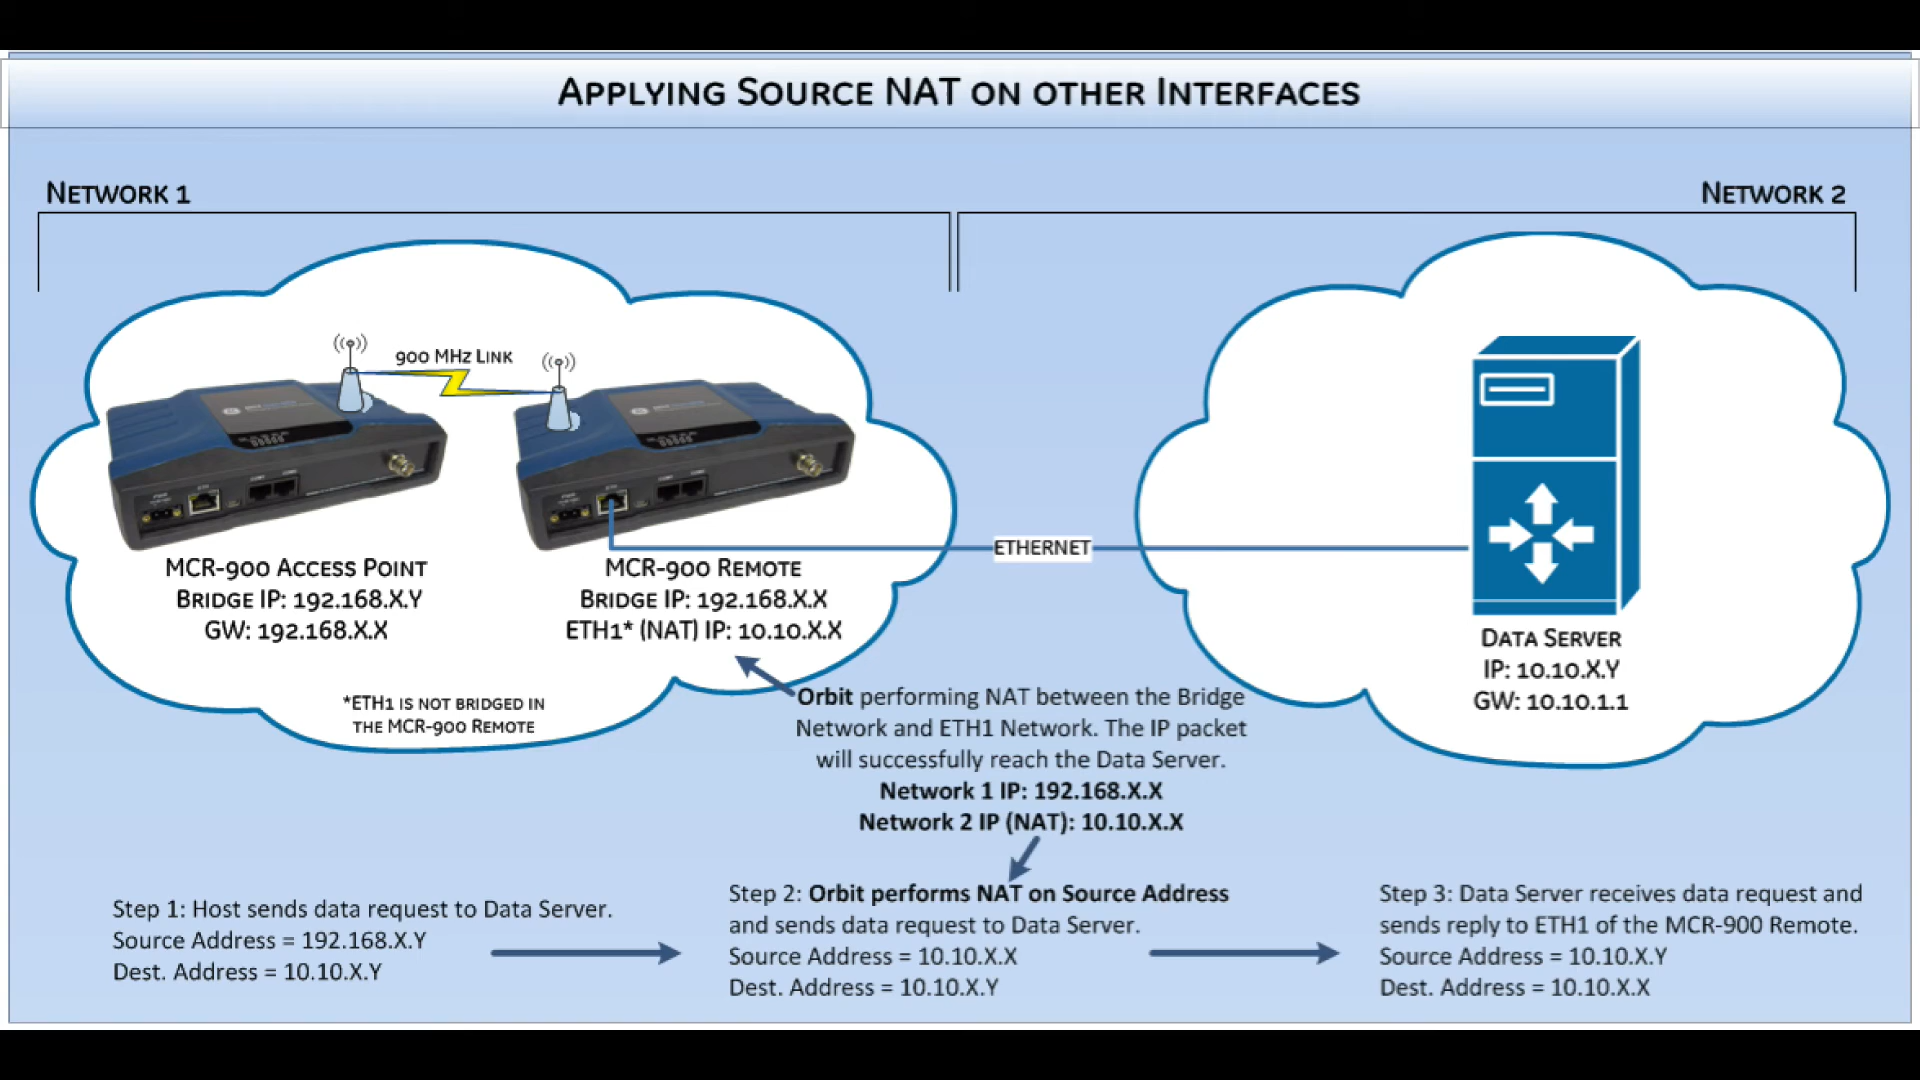 APPLYING SOURCE NAT ON OTHER INTERFACES
NETWORK 1
NETWORK 2
900 MHZ LINK
ETHERNET
MCR-900 ACCESS POINT
BRIDGE IP: 192.168.X.Y
GW: 192.168.X.X
MCR-900 REMOTE
BRIDGE IP: 192.168.X.X
ETH1* (NAT) IP: 10.10.X.X
*ETH1 IS NOT BRIDGED IN
THE MCR-900 REMOTE
DATA SERVER
IP: 10.10.X.Y
GW: 10.10.1.1
Orbit performing NAT between the Bridge
Network and ETH1 Network. The IP packet
will successfully reach the Data Server.
Network 1 IP: 192.168.X.X
Network 2 IP (NAT): 10.10.X.X
Step 1: Host sends data request to Data Server.
Source Address = 192.168.X.Y
Dest. Address = 10.10.X.Y
Step 2: Orbit performs NAT on Source Address
and sends data request to Data Server.
Source Address = 10.10.X.X
Dest. Address = 10.10.X.Y
Step 3: Data Server receives data request and
sends reply to ETH1 of the MCR-900 Remote.
Source Address = 10.10.X.Y
Dest. Address = 10.10.X.X